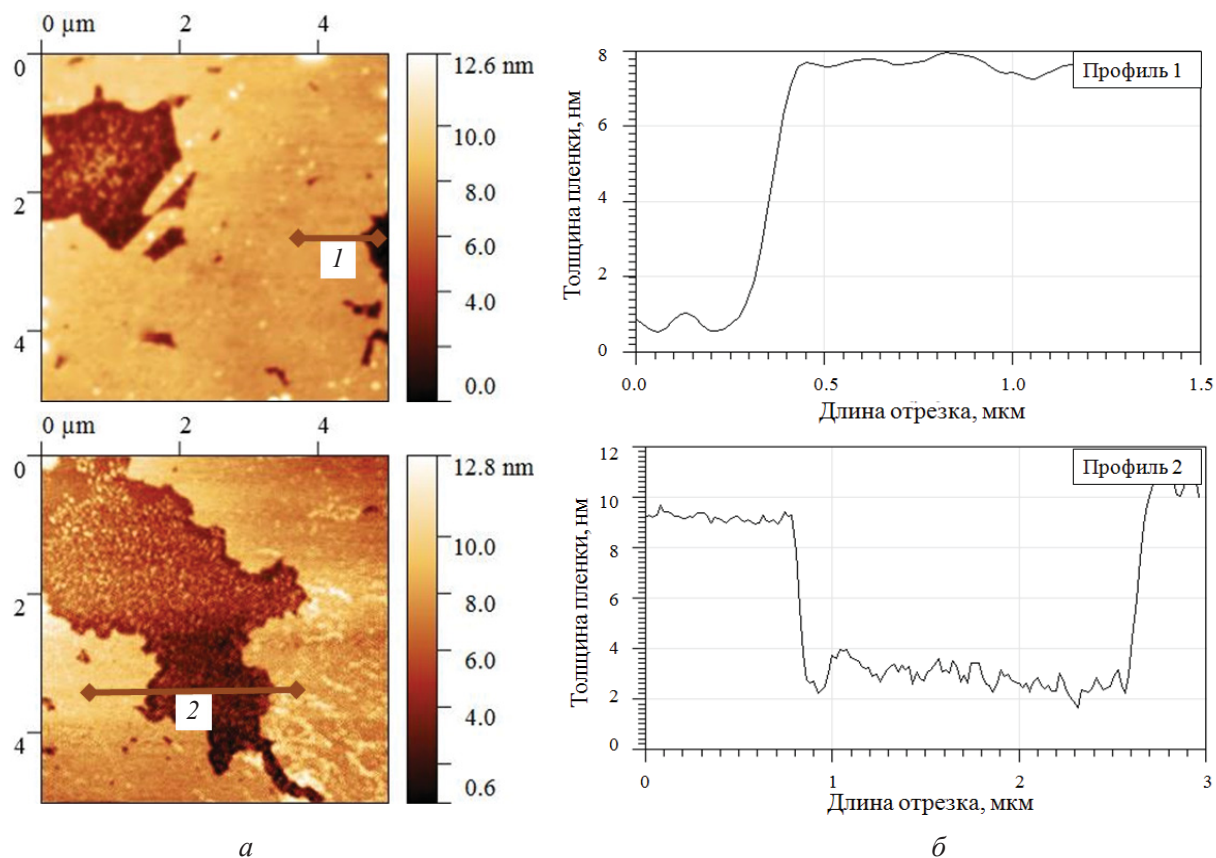 0 µm 2 4
0
2
4
1
12.6 nm
10.0
8.0
6.0
4.0
0.0
8
6
4
2
0
Толщина пленки, нм
Профиль 1
0.0 0.5 1.0 1.5
Длина отрезка, мкм
0 µm 2 4
0
2
4
2
12.8 nm
10.0
8.0
6.0
4.0
0.6
12
10
8
6
4
2
0
Толщина пленки, нм
Профиль 2
0 1 2 3
Длина отрезка, мкм
а б